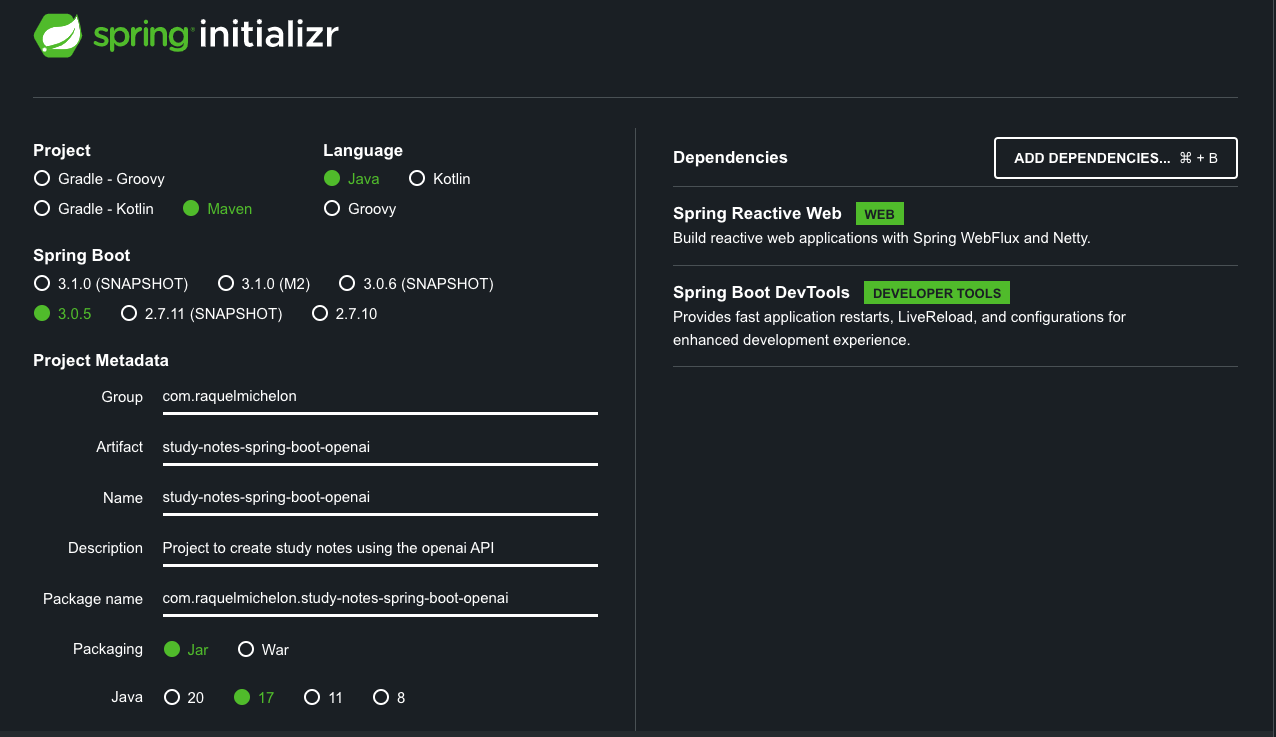 spring initializr
Project
Gradle - Groovy
Gradle - Kotlin Maven
Language
Java Kotlin
Groovy
Spring Boot
3.1.0 (SNAPSHOT) 3.1.0 (M2) 3.0.6 (SNAPSHOT)
3.0.5 2.7.11 (SNAPSHOT) 2.7.10
Project Metadata
Group com.raquelmichelon
Artifact study-notes-spring-boot-openai
Name study-notes-spring-boot-openai
Description Project to create study notes using the openai API
Package name com.raquelmichelon.study-notes-spring-boot-openai
Packaging Jar War
Java 20 17 11 8
Dependencies ADD DEPENDENCIES... ⌘ + B
Spring Reactive Web WEB
Build reactive web applications with Spring WebFlux and Netty.
Spring Boot DevTools DEVELOPER TOOLS
Provides fast application restarts, LiveReload, and configurations for
enhanced development experience.